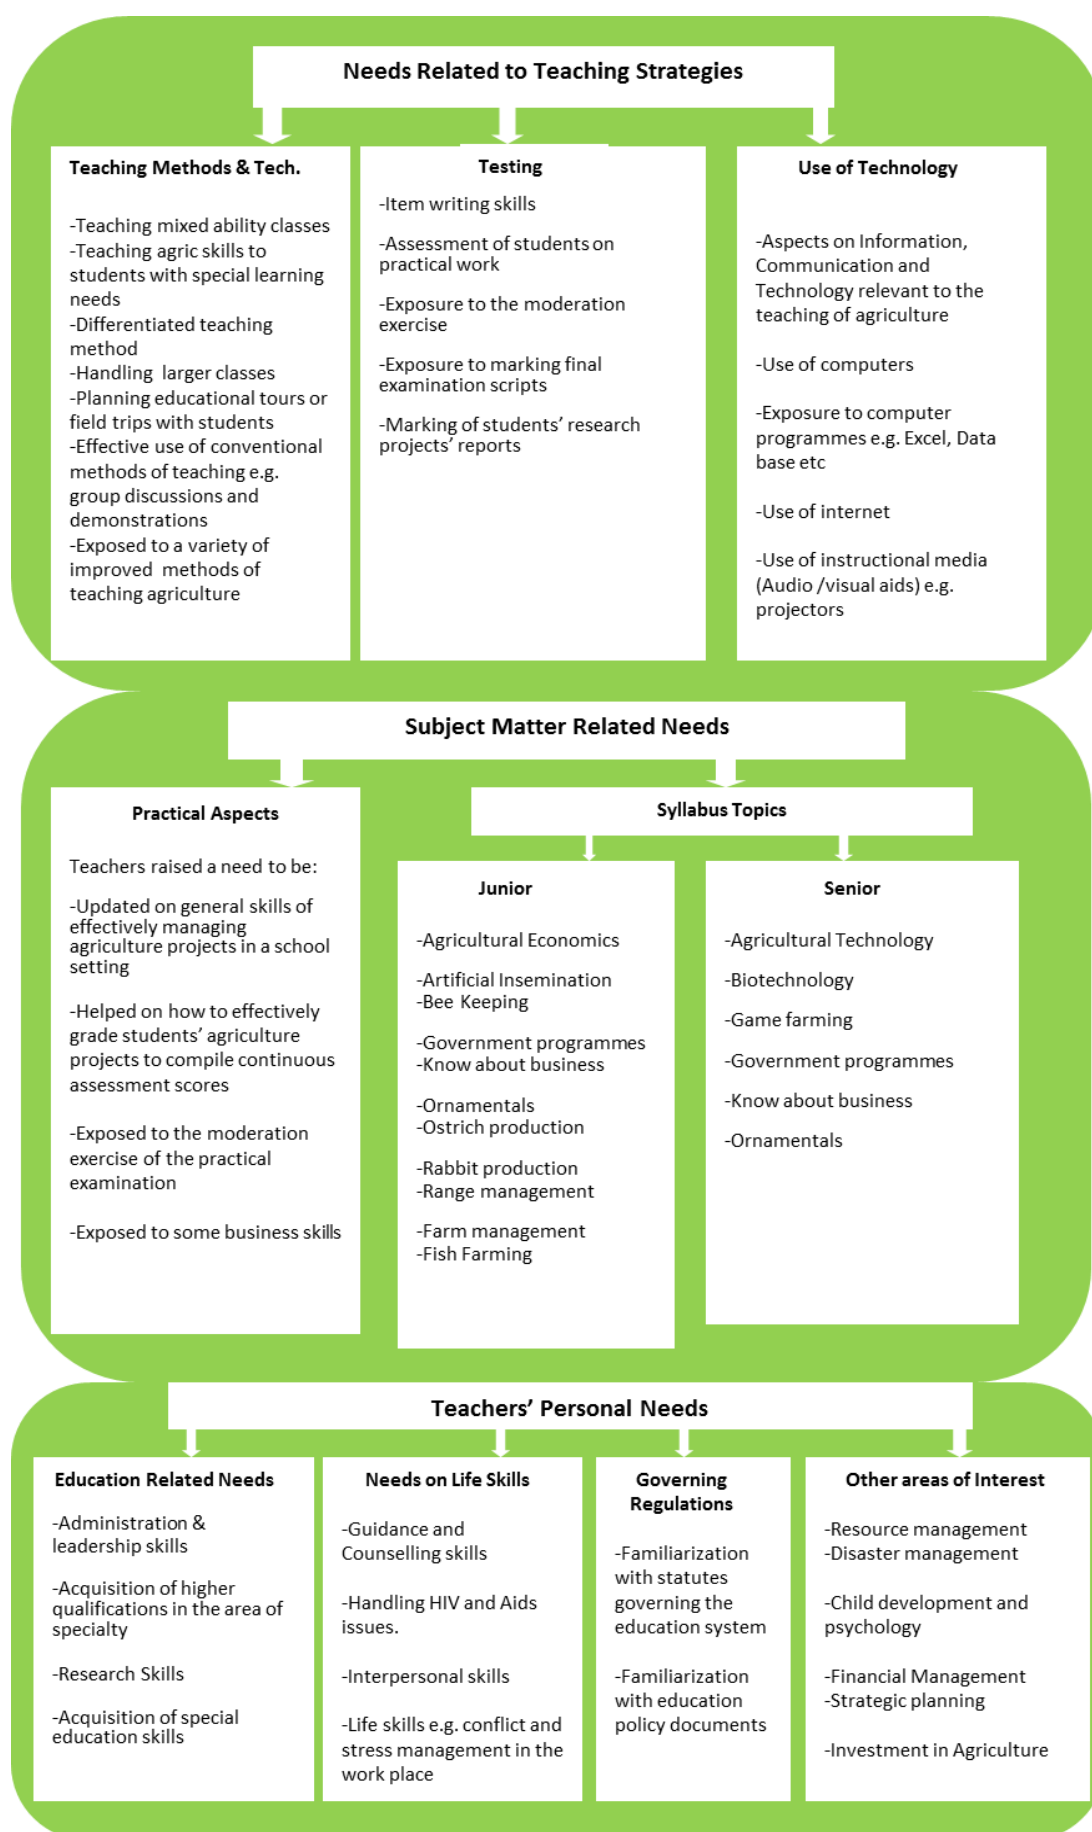 Needs Related to Teaching Strategies
Teaching Methods & Tech.
-Teaching mixed ability classes
-Teaching agric skills to
students with special learning
needs
-Differentiated teaching
method
-Handling larger classes
-Planning educational tours or
field trips with students
-Effective use of conventional
methods of teaching e.g.
group discussions and
demonstrations
-Exposed to a variety of
improved methods of
teaching agriculture
Testing
-Item writing skills
-Assessment of students on
practical work
-Exposure to the moderation
exercise
-Exposure to marking final
examination scripts
-Marking of students’ research
projects’ reports
Use of Technology
-Aspects on Information,
Communication and
Technology relevant to the
teaching of agriculture
-Use of computers
-Exposure to computer
programmes e.g. Excel, Data
base etc
-Use of internet
-Use of instructional media
(Audio /visual aids) e.g.
projectors
Subject Matter Related Needs
Practical Aspects
Teachers raised a need to be:
-Updated on general skills of
effectively managing
agriculture projects in a school
setting
-Helped on how to effectively
grade students’ agriculture
projects to compile continuous
assessment scores
-Exposed to the moderation
exercise of the practical
examination
-Exposed to some business skills
Syllabus Topics
Junior
-Agricultural Economics
-Artificial Insemination
-Bee Keeping
-Government programmes
-Know about business
-Ornamentals
-Ostrich production
-Rabbit production
-Range management
-Farm management
-Fish Farming
Senior
-Agricultural Technology
-Biotechnology
-Game farming
-Government programmes
-Know about business
-Ornamentals
Teachers’ Personal Needs
Education Related Needs
-Administration &
leadership skills
-Acquisition of higher
qualifications in the area of
specialty
-Research Skills
-Acquisition of special
education skills
Needs on Life Skills
-Guidance and
Counselling skills
-Handling HIV and Aids
issues.
-Interpersonal skills
-Life skills e.g. conflict and
stress management in the
work place
Governing
Regulations
-Familiarization
with statutes
governing the
education system
-Familiarization
with education
policy documents
Other areas of Interest
-Resource management
-Disaster management
-Child development and
psychology
-Financial Management
-Strategic planning
-Investment in Agriculture